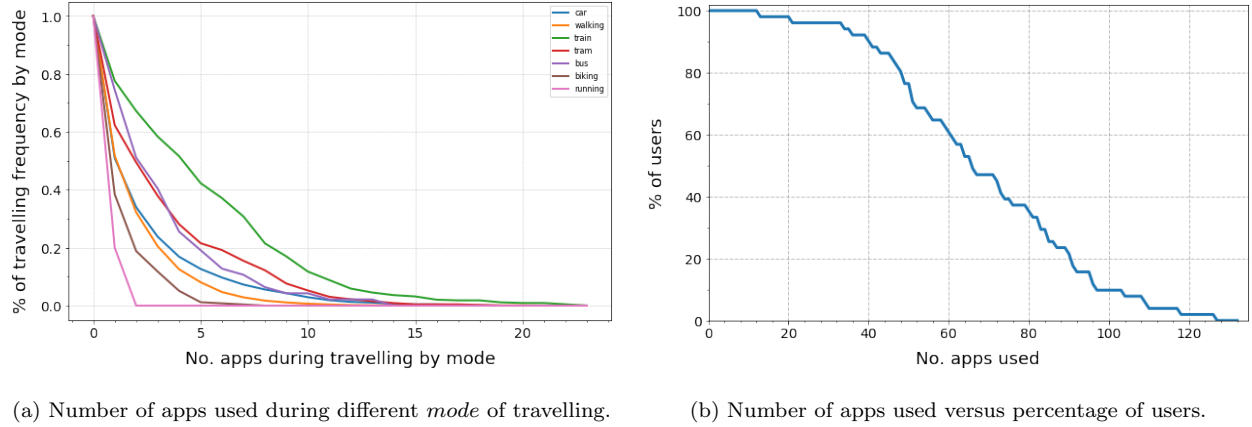 1.0
0.8
0.6
0.4
0.2
0.0
% of travelling frequency by mode
0 5 10 15 20
No. apps during travelling by mode
car
walking
train
tram
bus
biking
running
(a) Number of apps used during different mode of travelling.
100
80
60
40
20
0
% of users
0 20 40 60 80 100 120
No. apps used
(b) Number of apps used versus percentage of users.